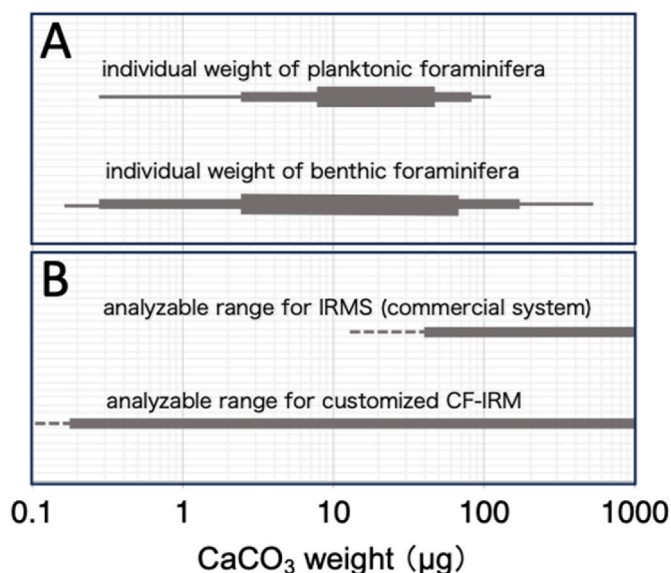 A
individual weight of planktonic foraminifera
individual weight of benthic foraminifera
B
analyzable range for IRMS (commercial system)
analyzable range for customized CF-IRM
0.1 1 10 100 1000
CaCO₃ weight (μg)